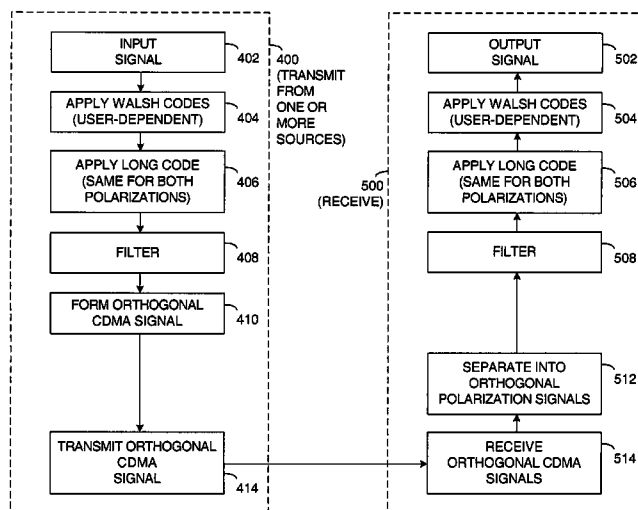 INPUT
SIGNAL
402
APPLY WALSH CODES
(USER-DEPENDENT)
404
APPLY LONG CODE
(SAME FOR BOTH
POLARIZATIONS)
406
FILTER
408
FORM ORTHOGONAL
CDMA SIGNAL
410
TRANSMIT ORTHOGONAL
CDMA
SIGNAL
414
400
(TRANSMIT
FROM
ONE OR
MORE
SOURCES)
500
(RECEIVE)
OUTPUT
SIGNAL
502
APPLY WALSH CODES
(USER-DEPENDENT)
504
APPLY LONG CODE
(SAME FOR BOTH
POLARIZATIONS)
506
FILTER
508
SEPARATE INTO
ORTHOGONAL
POLARIZATION SIGNALS
512
RECEIVE
ORTHOGONAL CDMA
SIGNALS
514